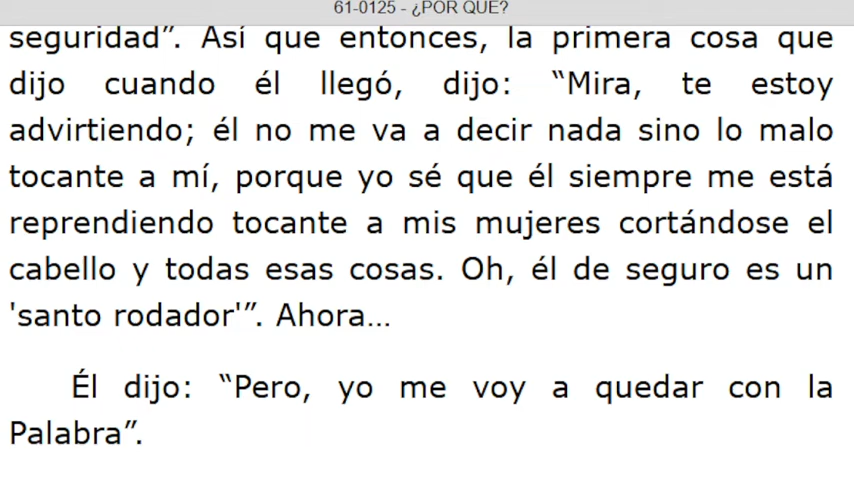 61-0125 - ¿POR QUÉ?
seguridad”. Así que entonces, la primera cosa que
dijo cuando él llegó, dijo: “Mira, te estoy
advirtiendo; él no me va a decir nada sino lo malo
tocante a mí, porque yo sé que él siempre me está
reprendiendo tocante a mis mujeres cortándose el
cabello y todas esas cosas. Oh, él de seguro es un
'santo rodador'”. Ahora…
Él dijo: “Pero, yo me voy a quedar con la
Palabra”.